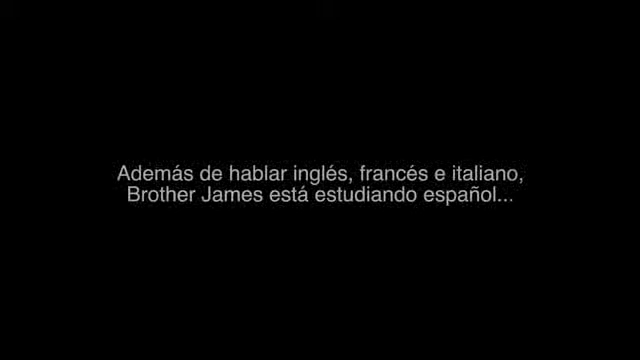 Además de hablar inglés, francés e italiano,
Brother James está estudiando español...